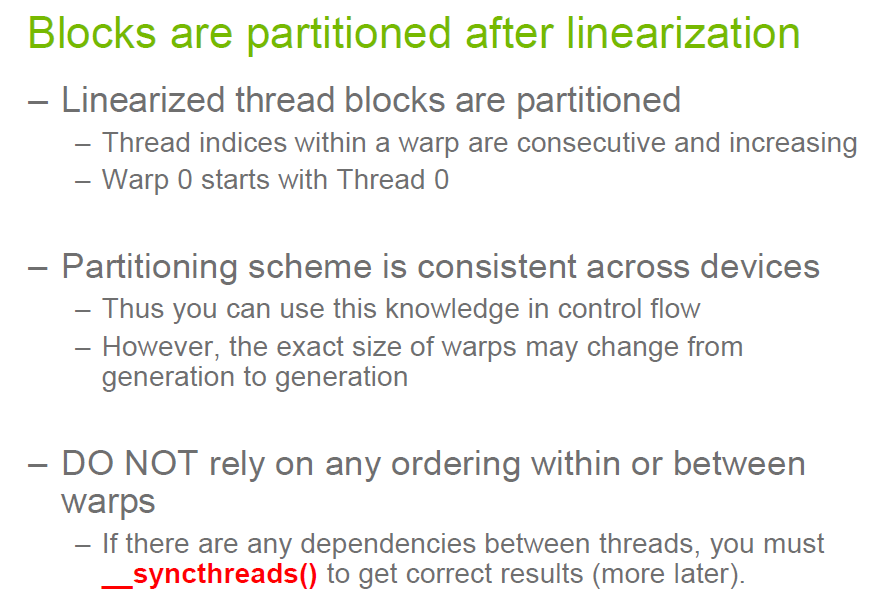 Blocks are partitioned after linearization
– Linearized thread blocks are partitioned
– Thread indices within a warp are consecutive and increasing
– Warp 0 starts with Thread 0
– Partitioning scheme is consistent across devices
– Thus you can use this knowledge in control flow
– However, the exact size of warps may change from
generation to generation
– DO NOT rely on any ordering within or between
warps
– If there are any dependencies between threads, you must
__syncthreads() to get correct results (more later).